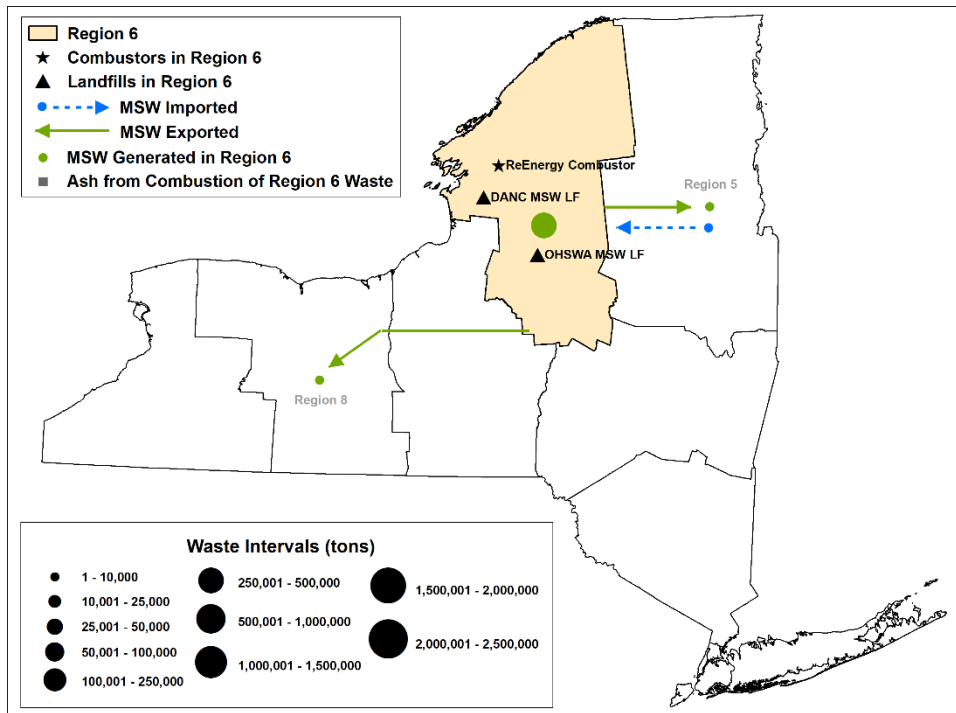 Region 6
Combustors in Region 6
Landfills in Region 6
MSW Imported
MSW Exported
MSW Generated in Region 6
Ash from Combustion of Region 6 Waste
ReEnergy Combustor
DANC MSW LF
Region 5
OHSWA MSW LF
Region 8
Waste Intervals (tons)
1 - 10,000
10,001 - 25,000
25,001 - 50,000
50,001 - 100,000
100,001 - 250,000
250,001 - 500,000
500,001 - 1,000,000
1,000,001 - 1,500,000
1,500,001 - 2,000,000
2,000,001 - 2,500,000